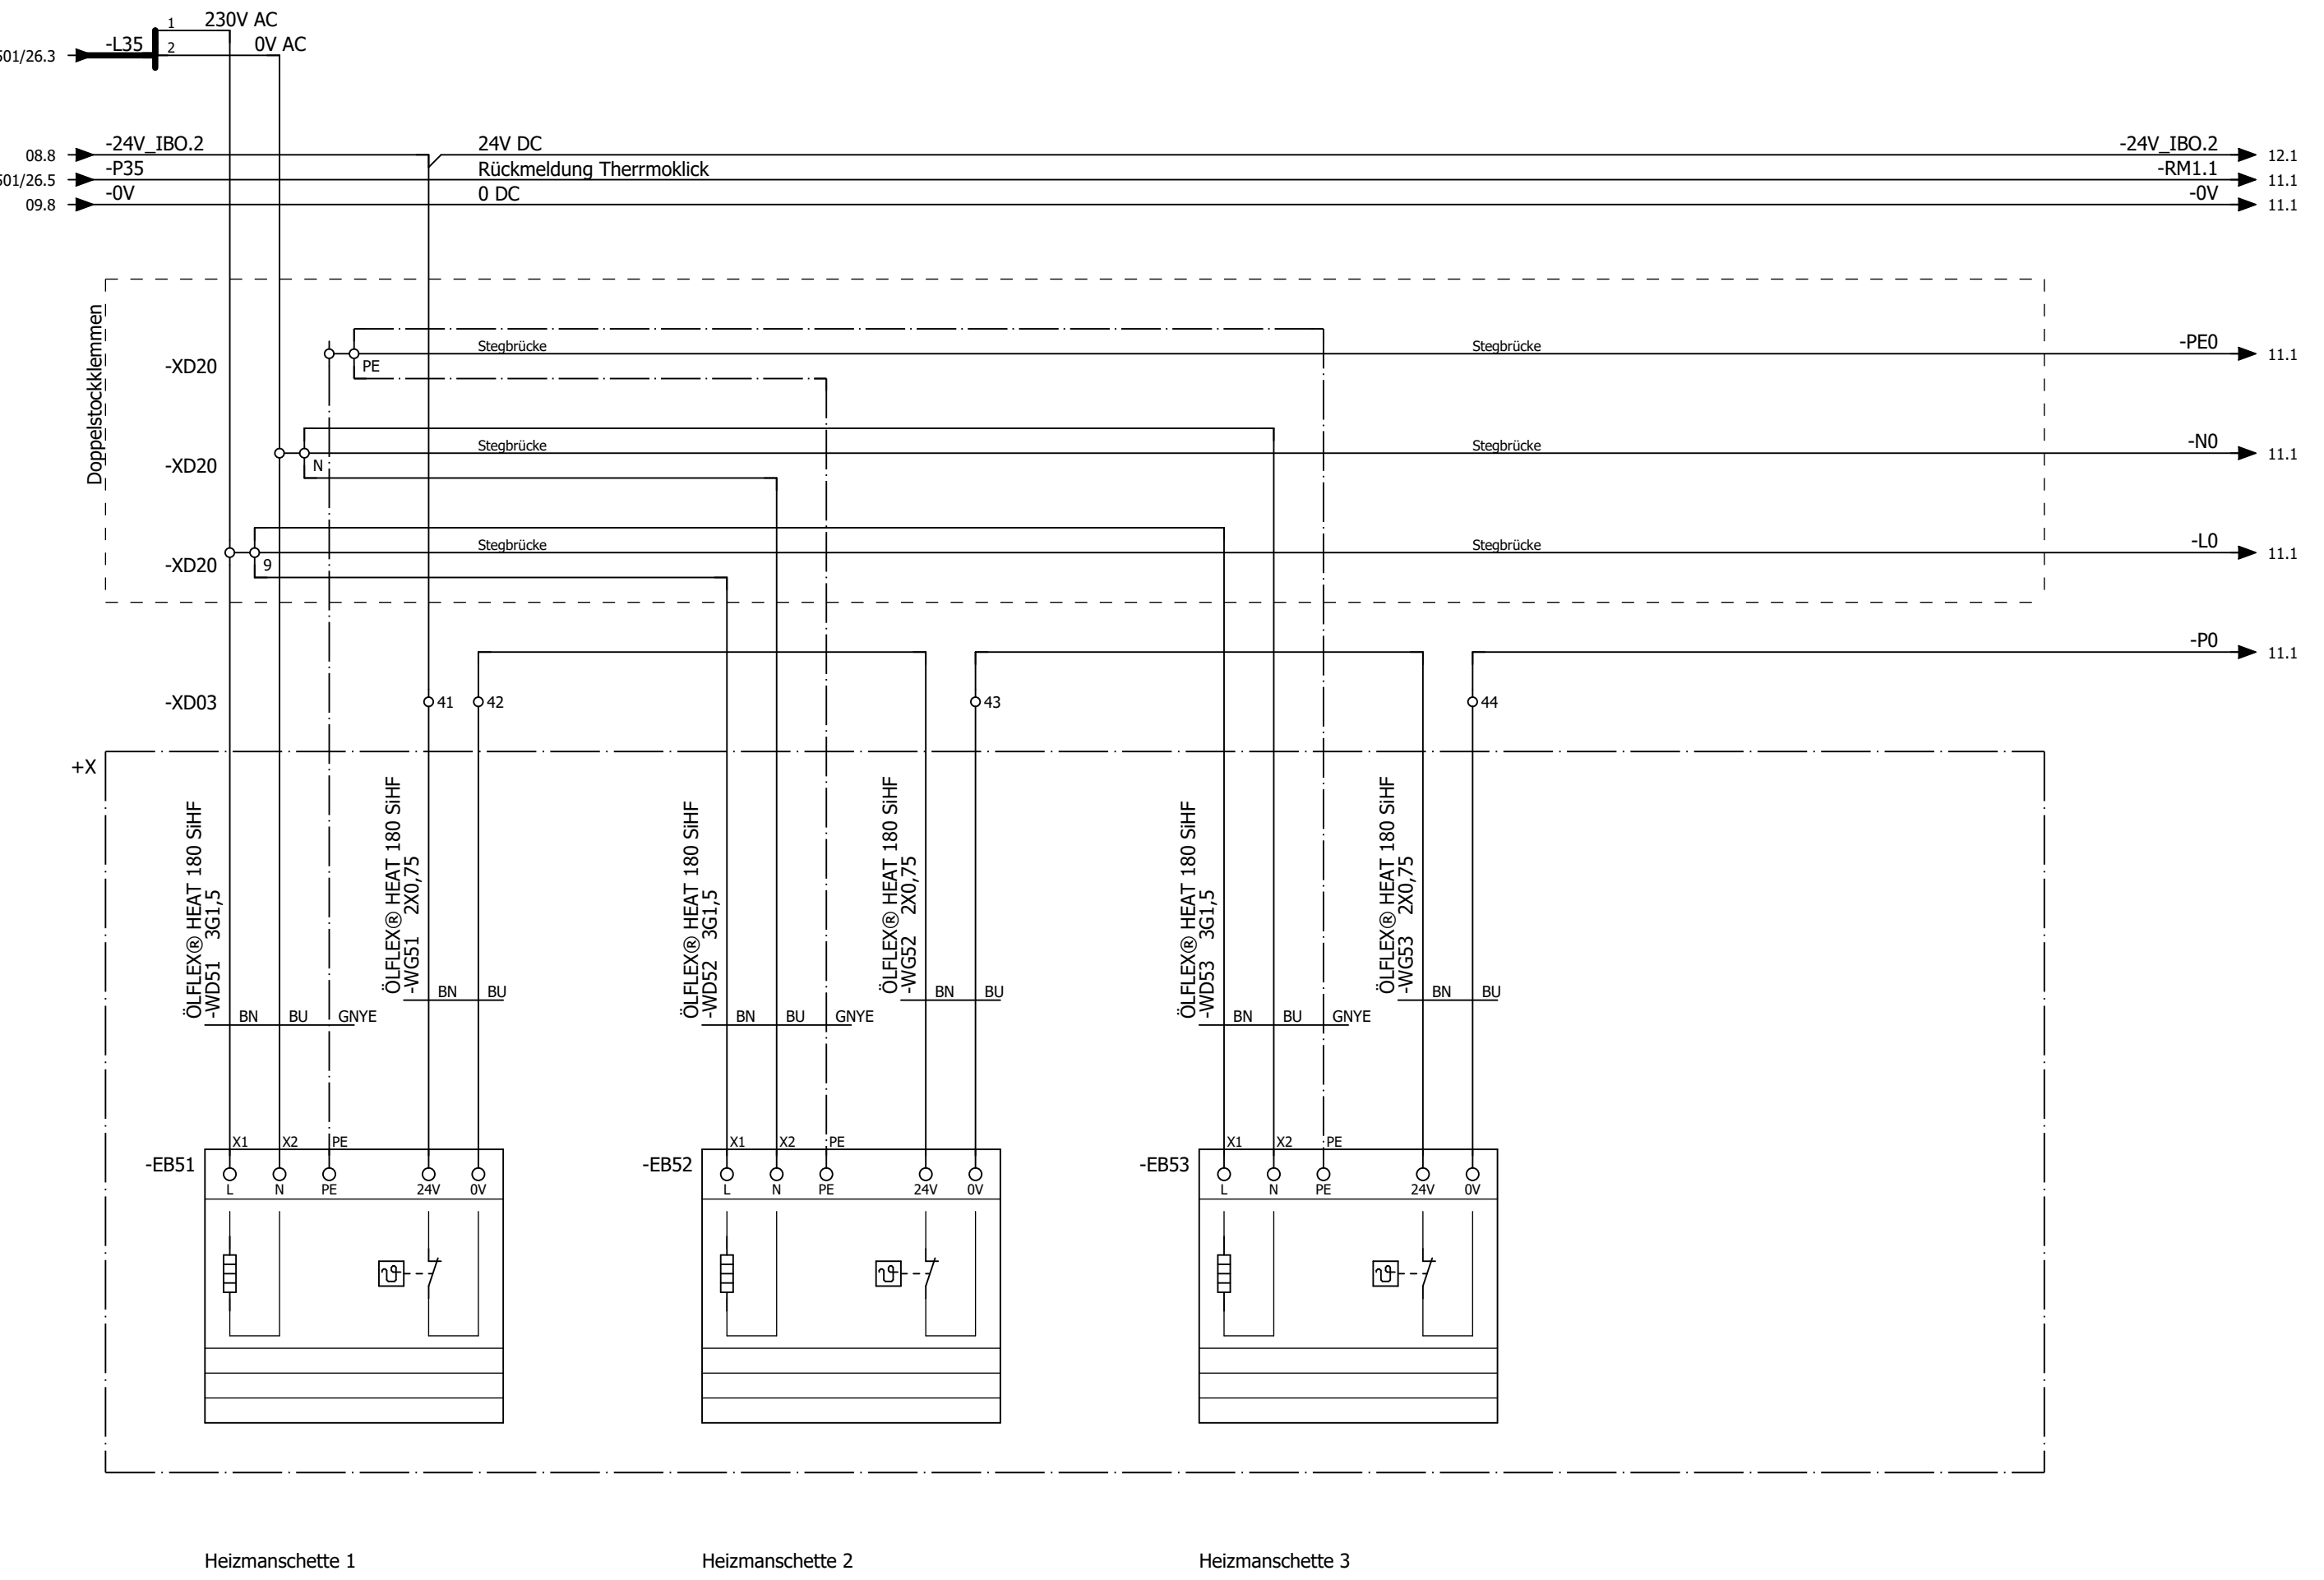 1 230V AC
-L35 2 0V AC
501/26.3
-24V_IBO.2 24V DC -24V_IBO.2
08.8 12.1
-P35 Rückmeldung Therrmoklick -RM1.1
501/26.5 11.1
-0V 0 DC -0V
09.8 11.1
Doppelstockklemmen
Stegbrücke Stegbrücke -PE0
-XD20 PE 11.1
Stegbrücke Stegbrücke -N0
-XD20 N 11.1
Stegbrücke Stegbrücke -L0
-XD20 9 11.1
-P0
11.1
-XD03 41 42 43 44
+X
ÖLFLEX® HEAT 180 SiHF
-WD51 3G1,5
ÖLFLEX® HEAT 180 SiHF
-WG51 2X0,75
ÖLFLEX® HEAT 180 SiHF
-WD52 3G1,5
ÖLFLEX® HEAT 180 SiHF
-WG52 2X0,75
ÖLFLEX® HEAT 180 SiHF
-WD53 3G1,5
ÖLFLEX® HEAT 180 SiHF
-WG53 2X0,75
BN BU BN BU BN BU
BN BU GNYE BN BU GNYE BN BU GNYE
X1 X2 PE X1 X2 PE X1 X2 PE
-EB51 -EB52 -EB53
L N PE 24V 0V L N PE 24V 0V L N PE 24V 0V
Heizmanschette 1 Heizmanschette 2 Heizmanschette 3